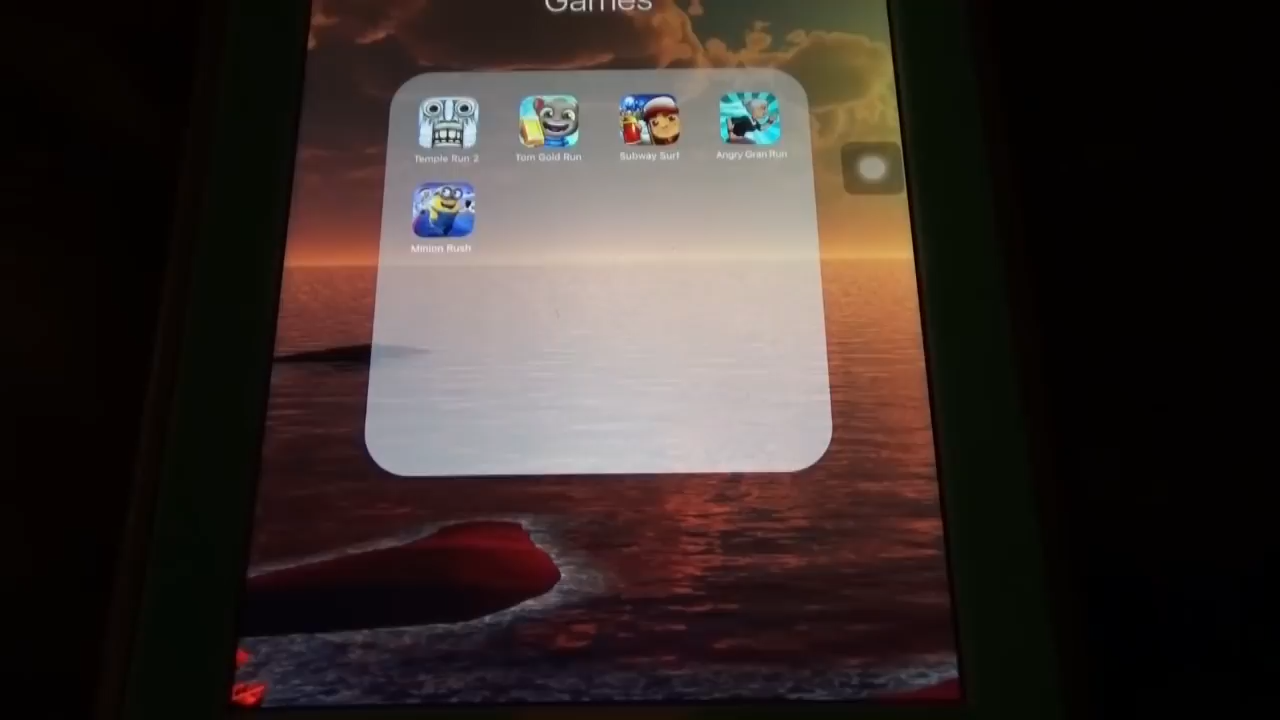 Games
Temple Run 2
Tom Gold Run
Subway Surf
Angry Gran Run
Minion Rush